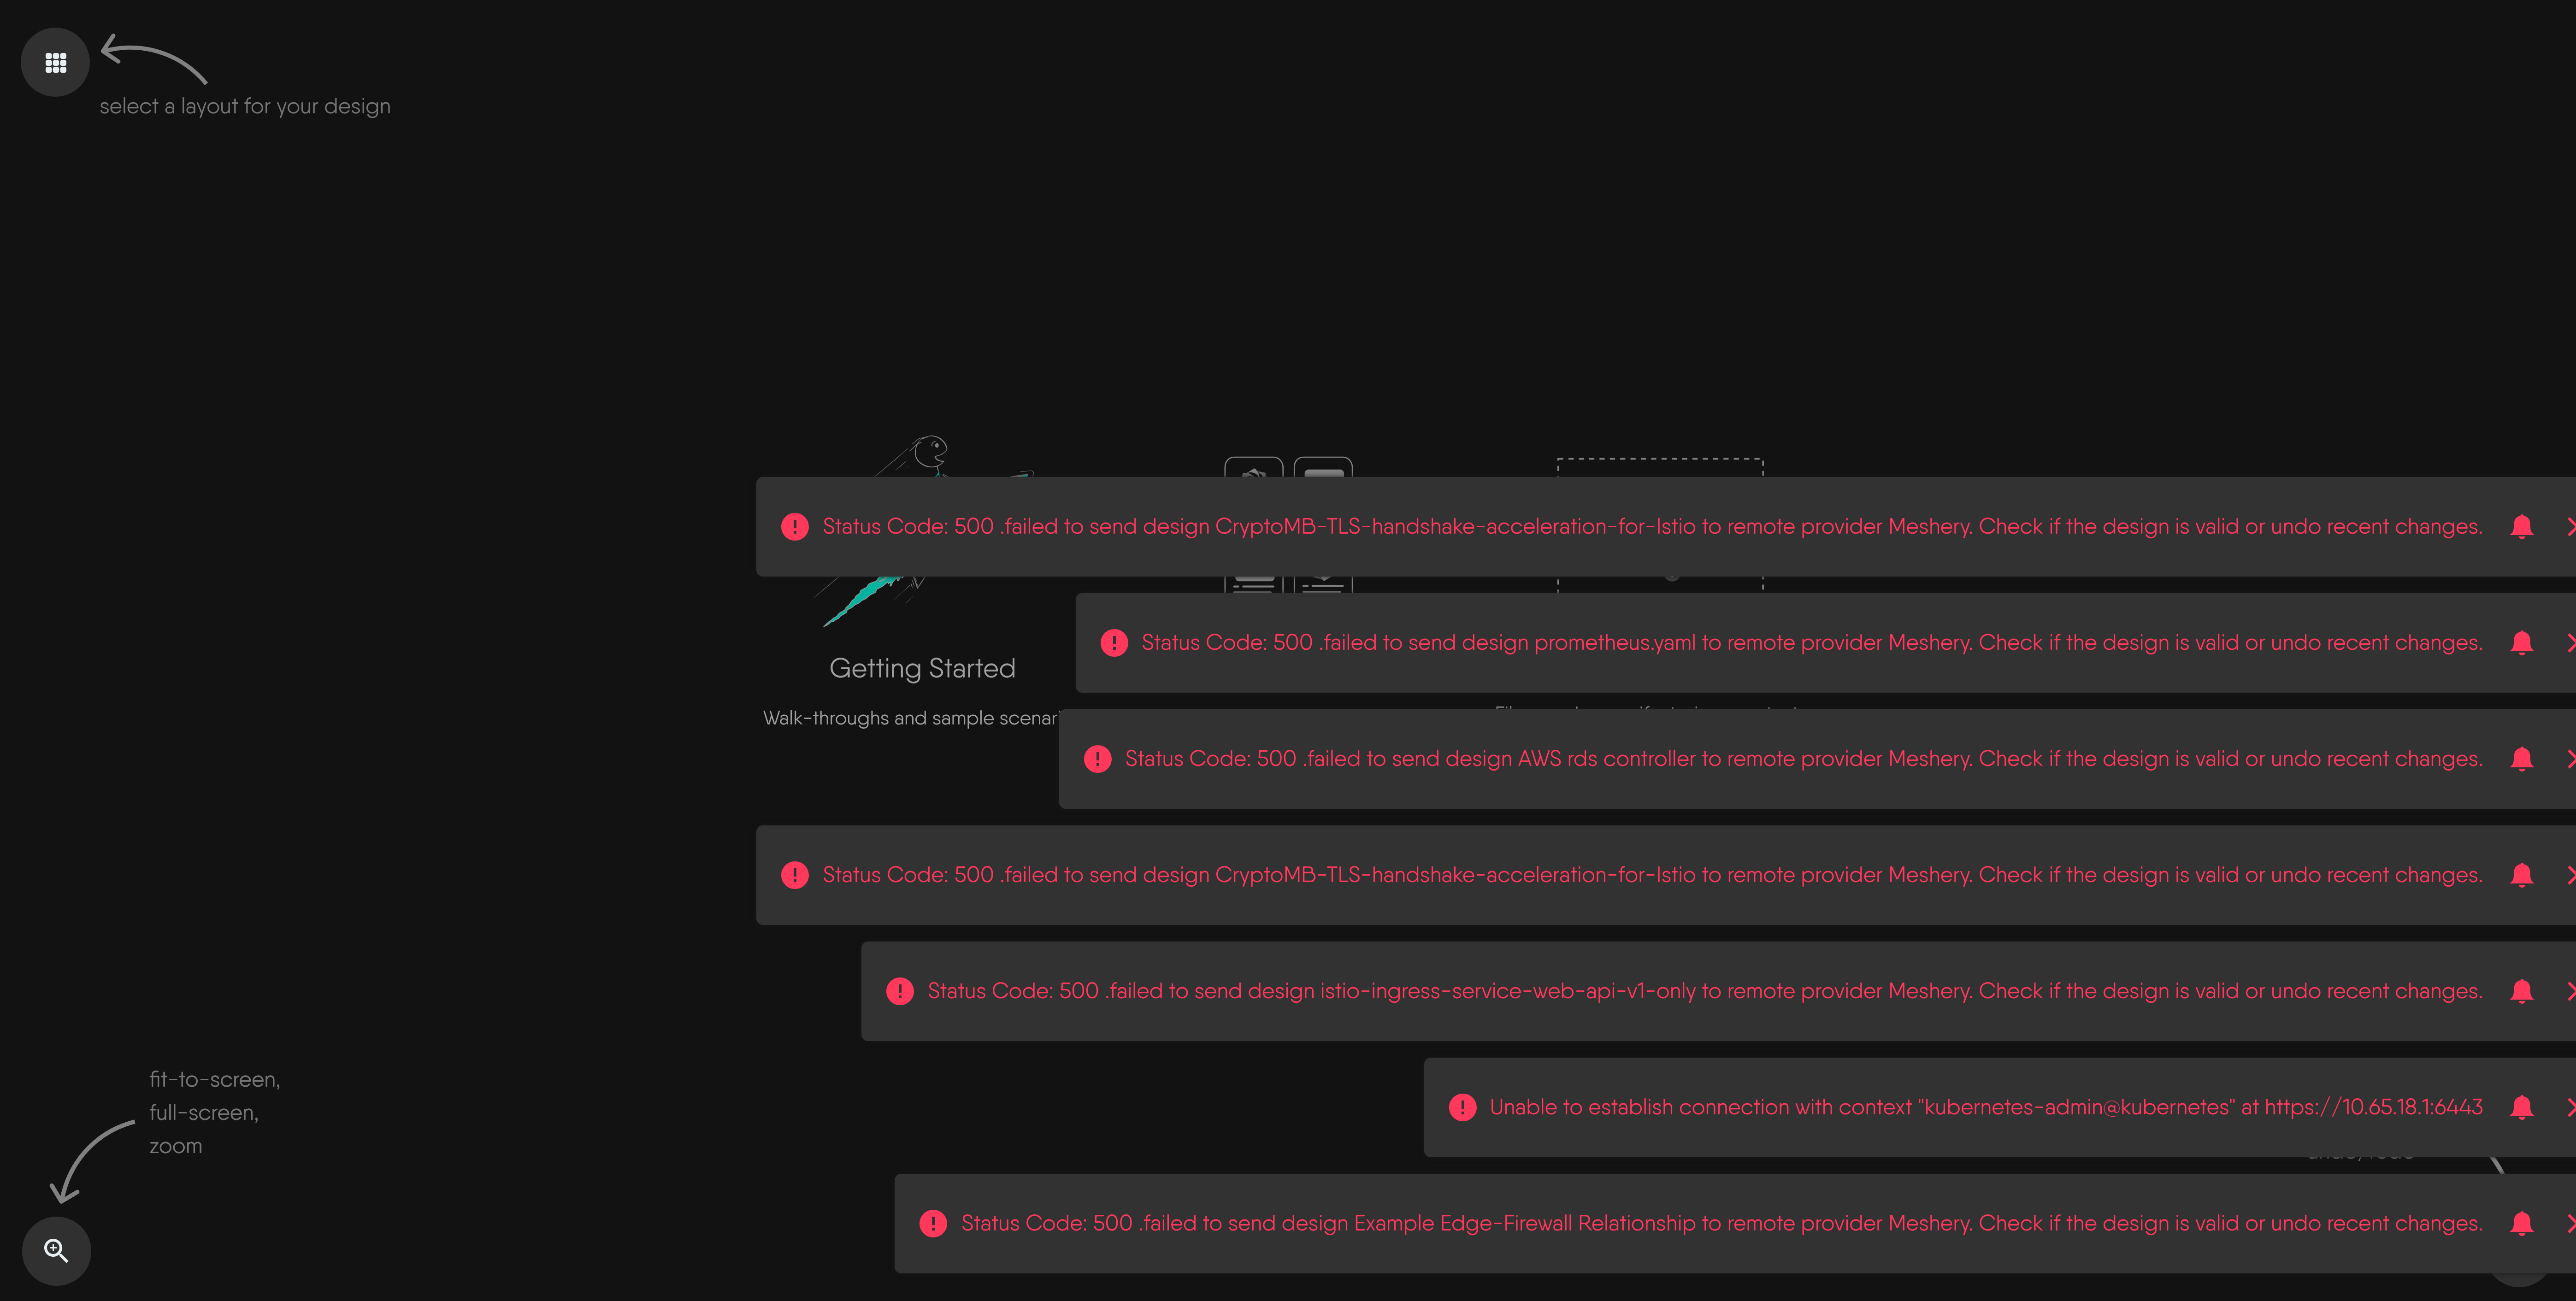 select a layout for your design
Status Code: 500 .failed to send design CryptoMB-TLS-handshake-acceleration-for-Istio to remote provider Meshery. Check if the design is valid or undo recent changes.
Status Code: 500 .failed to send design prometheus.yaml to remote provider Meshery. Check if the design is valid or undo recent changes.
Getting Started
Walk-throughs and sample
Status Code: 500 .failed to send design AWS rds controller to remote provider Meshery. Check if the design is valid or undo recent changes.
Status Code: 500 .failed to send design CryptoMB-TLS-handshake-acceleration-for-Istio to remote provider Meshery. Check if the design is valid or undo recent changes.
Status Code: 500 .failed to send design istio-ingress-service-web-api-v1-only to remote provider Meshery. Check if the design is valid or undo recent changes.
fit-to-screen,
full-screen,
zoom
Unable to establish connection with context "kubernetes-admin@kubernetes" at https://10.65.18.1:6443
Status Code: 500 .failed to send design Example Edge-Firewall Relationship to remote provider Meshery. Check if the design is valid or undo recent changes.